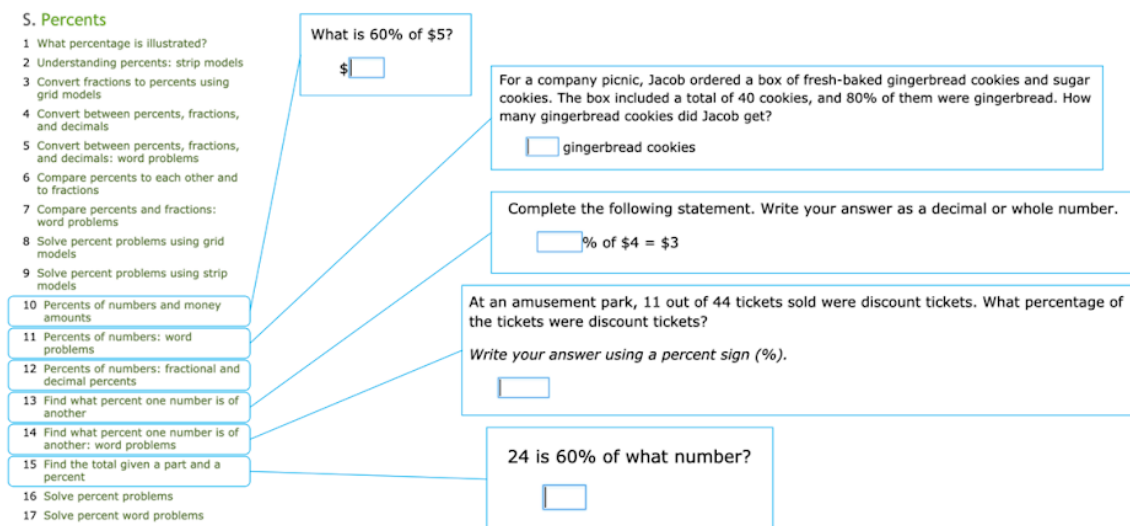 S. Percents
1 What percentage is illustrated?
2 Understanding percents: strip models
3 Convert fractions to percents using
grid models
4 Convert between percents, fractions,
and decimals
5 Convert between percents, fractions,
and decimals: word problems
6 Compare percents to each other and
to fractions
7 Compare percents and fractions:
word problems
8 Solve percent problems using grid
models
9 Solve percent problems using strip
models
10 Percents of numbers and money
amounts
11 Percents of numbers: word
problems
12 Percents of numbers: fractional and
decimal percents
13 Find what percent one number is of
another
14 Find what percent one number is of
another: word problems
15 Find the total given a part and a
percent
16 Solve percent problems
17 Solve percent word problems
What is 60% of $5?
$
For a company picnic, Jacob ordered a box of fresh-baked gingerbread cookies and sugar
cookies. The box included a total of 40 cookies, and 80% of them were gingerbread. How
many gingerbread cookies did Jacob get?
gingerbread cookies
Complete the following statement. Write your answer as a decimal or whole number.
% of $4 = $3
At an amusement park, 11 out of 44 tickets sold were discount tickets. What percentage of
the tickets were discount tickets?
Write your answer using a percent sign (%).
24 is 60% of what number?